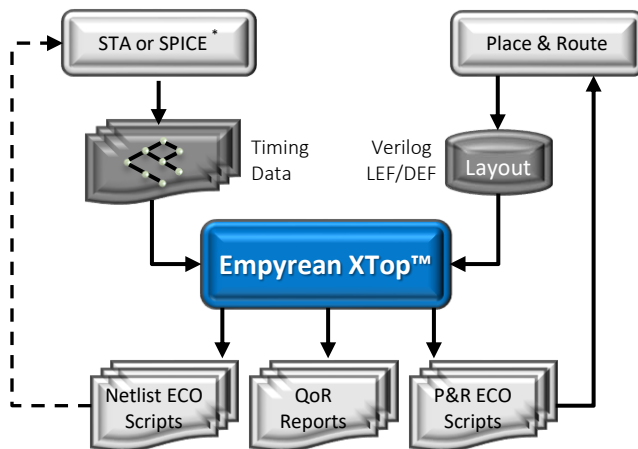 STA or SPICE *
Place & Route
Timing
Data
Verilog
LEF/DEF
Layout
Empyrean XTop™
Netlist ECO
Scripts
QoR
Reports
P&R ECO
Scripts